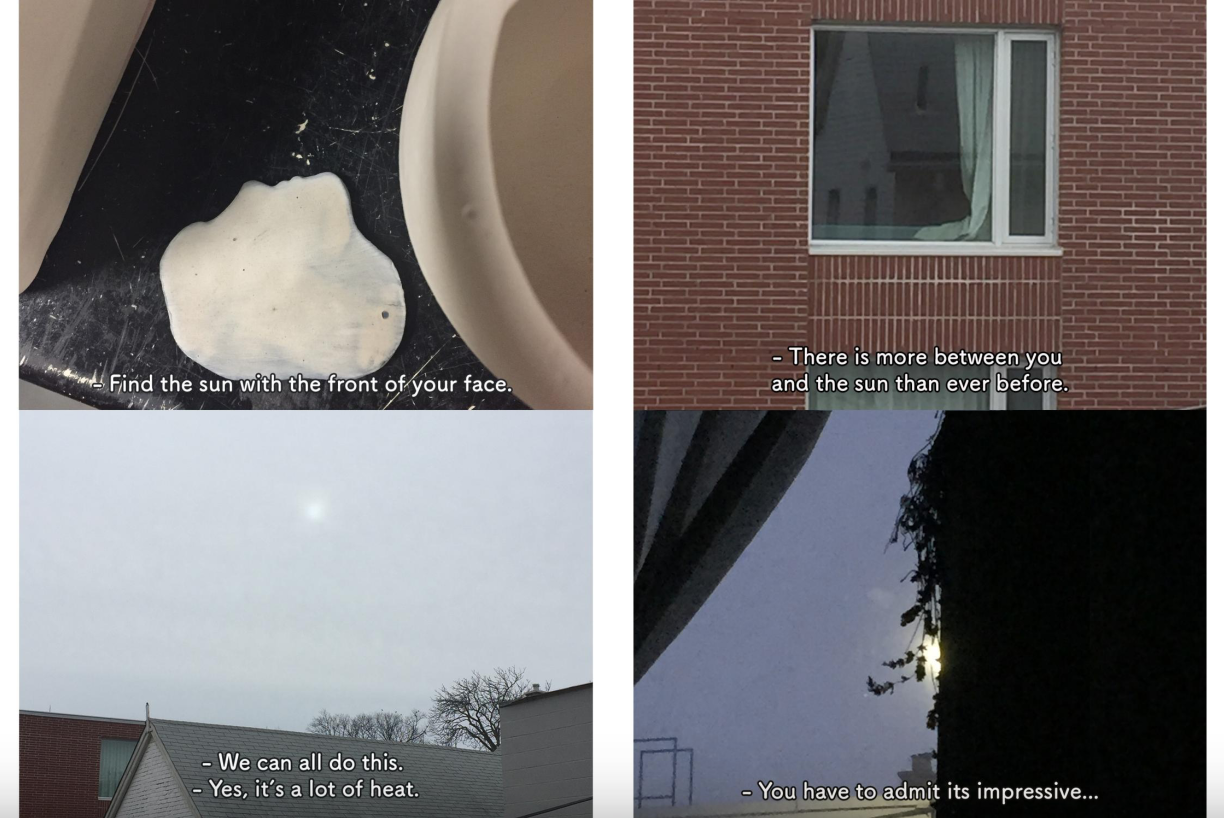 - Find the sun with the front of your face.
- There is more between you
and the sun than ever before.
- We can all do this.
- Yes, it's a lot of heat.
- You have to admit its impressive...